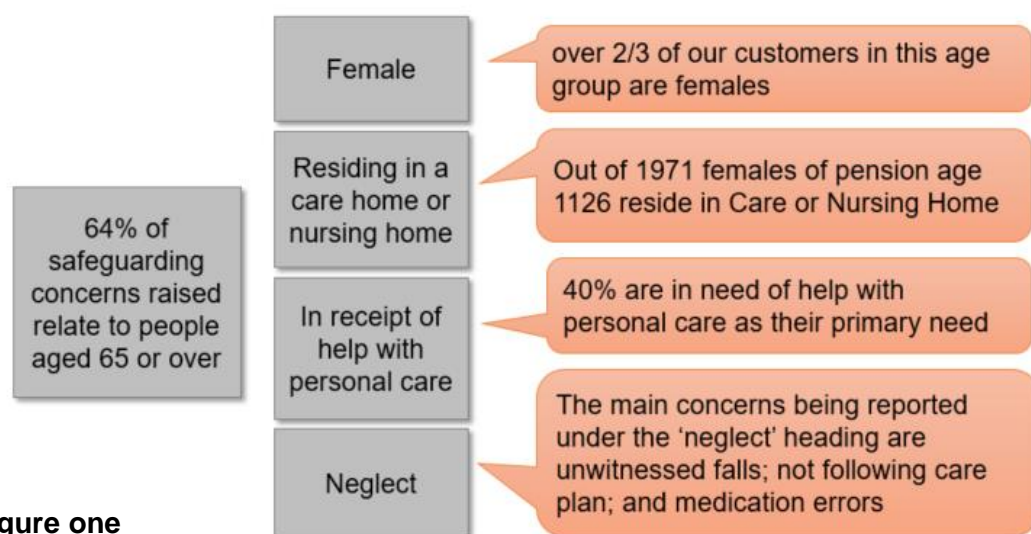 64% of
safeguarding
concerns raised
relate to people
aged 65 or over
Female
over 2/3 of our customers in this age
group are females
Residing in a
care home or
nursing home
Out of 1971 females of pension age
1126 reside in Care or Nursing Home
In receipt of
help with
personal care
40% are in need of help with
personal care as their primary need
Neglect
The main concerns being reported
under the ‘neglect’ heading are
unwitnessed falls; not following care
plan; and medication errors
gure one